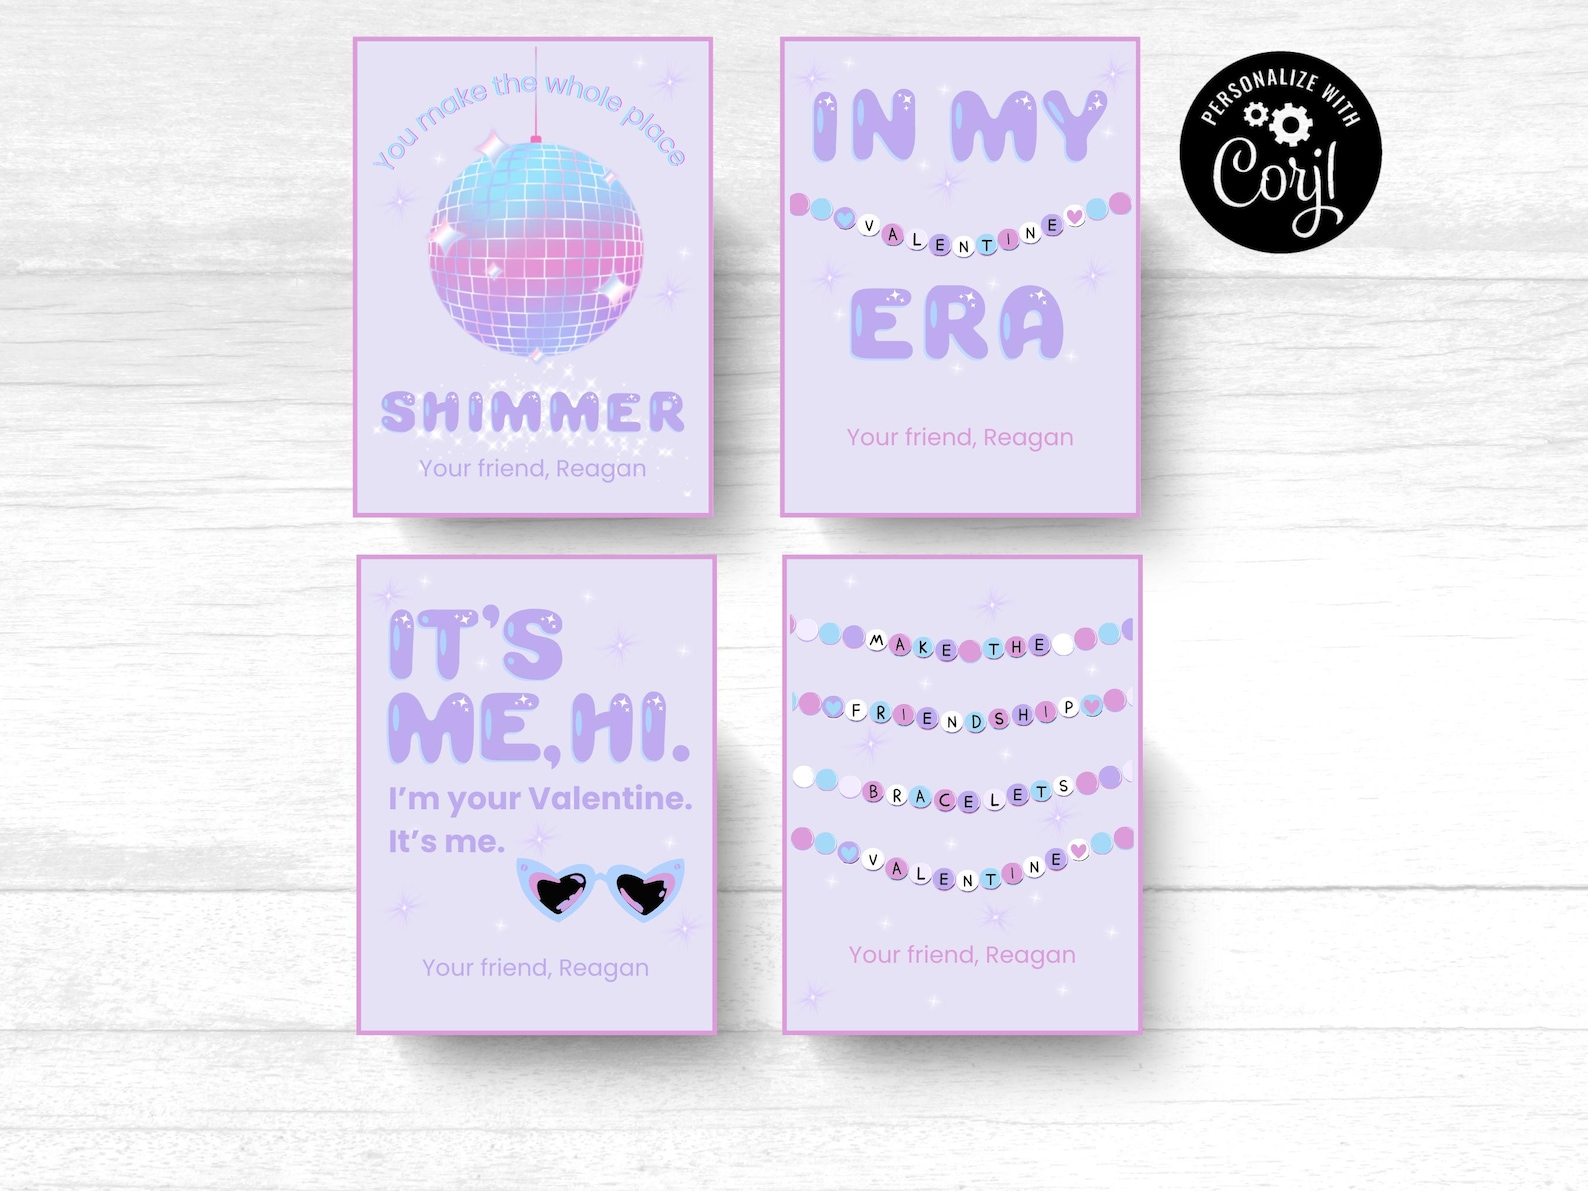 You make the whole place
SHIMMER
Your friend, Reagan
IN MY
VALENTINE
ERA
Your friend, Reagan
PERSONALIZE WITH
Corjl
IT'S
ME, HI.
I'm your Valentine.
It's me.
Your friend, Reagan
MAKE THE
FRIENDSHIP
BRACELETS
VALENTINE
Your friend, Reagan